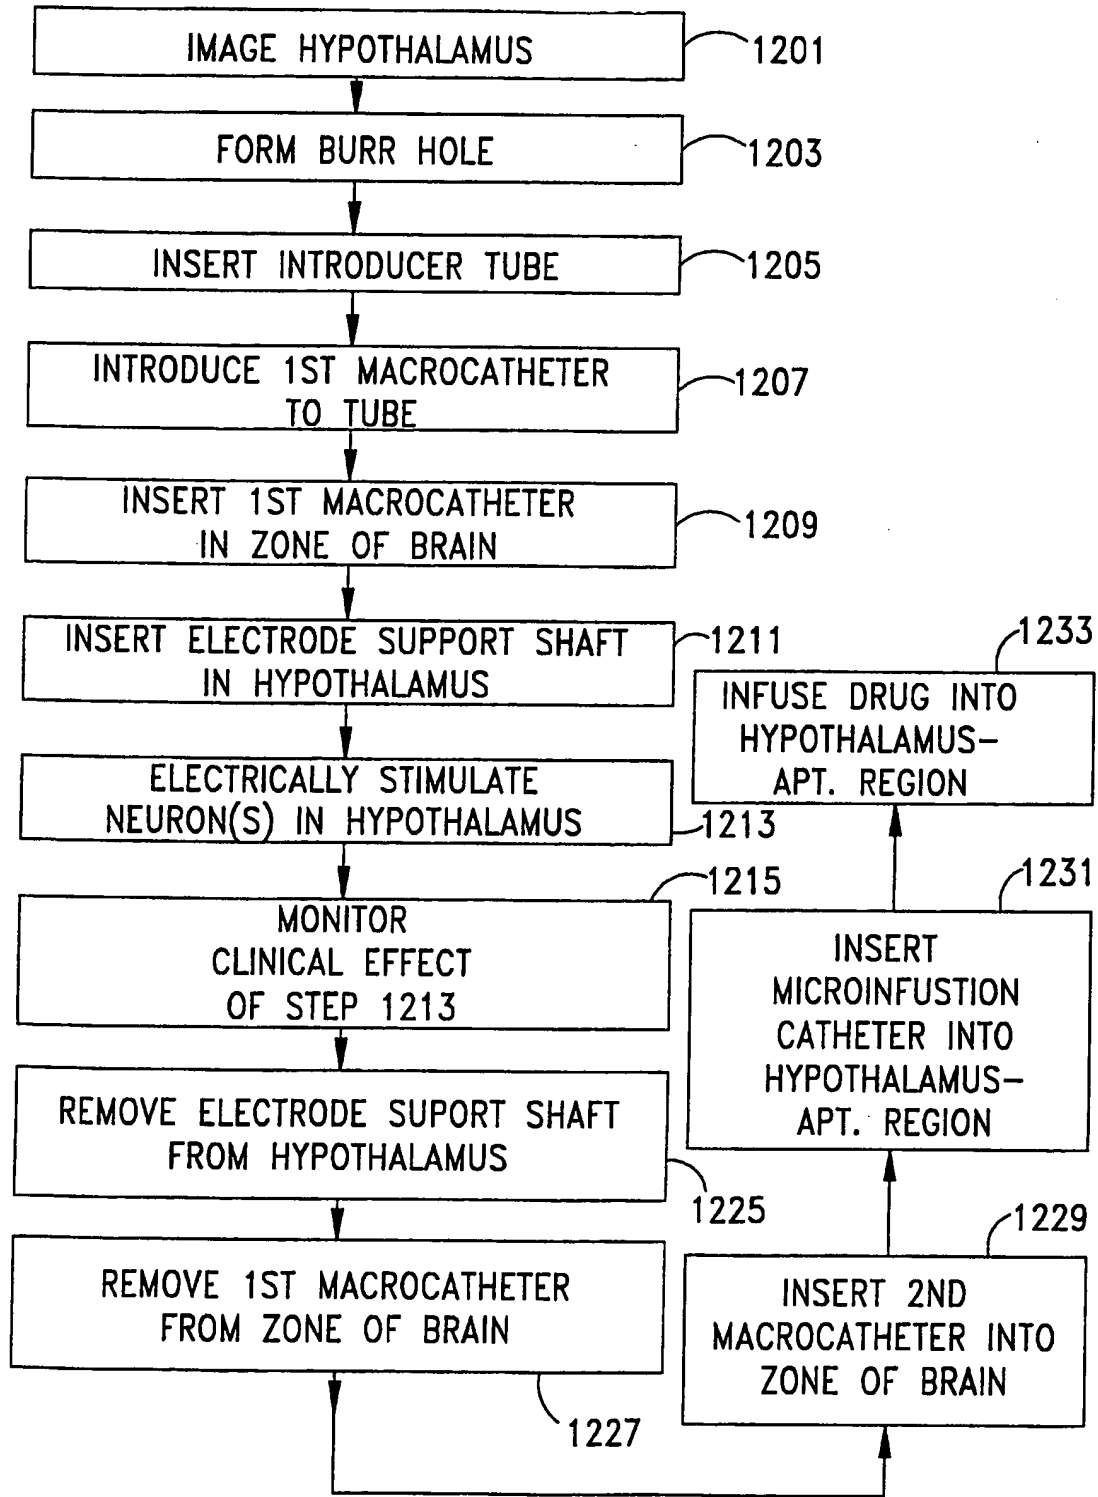 IMAGE HYPOTHALAMUS
1201
FORM BURR HOLE
1203
INSERT INTRODUCER TUBE
1205
INTRODUCE 1ST MACROCATHETER
TO TUBE
1207
INSERT 1ST MACROCATHETER
IN ZONE OF BRAIN
1209
INSERT ELECTRODE SUPPORT SHAFT
IN HYPOTHALAMUS
1211
ELECTRICALLY STIMULATE
NEURON(S) IN HYPOTHALAMUS
1213
MONITOR
CLINICAL EFFECT
OF STEP 1213
1215
REMOVE ELECTRODE SUPORT SHAFT
FROM HYPOTHALAMUS
1225
REMOVE 1ST MACROCATHETER
FROM ZONE OF BRAIN
1227
INSERT 2ND
MACROCATHETER INTO
ZONE OF BRAIN
1229
INSERT
MICROINFUSTION
CATHETER INTO
HYPOTHALAMUS-
APT. REGION
1231
INFUSE DRUG INTO
HYPOTHALAMUS-
APT. REGION
1233